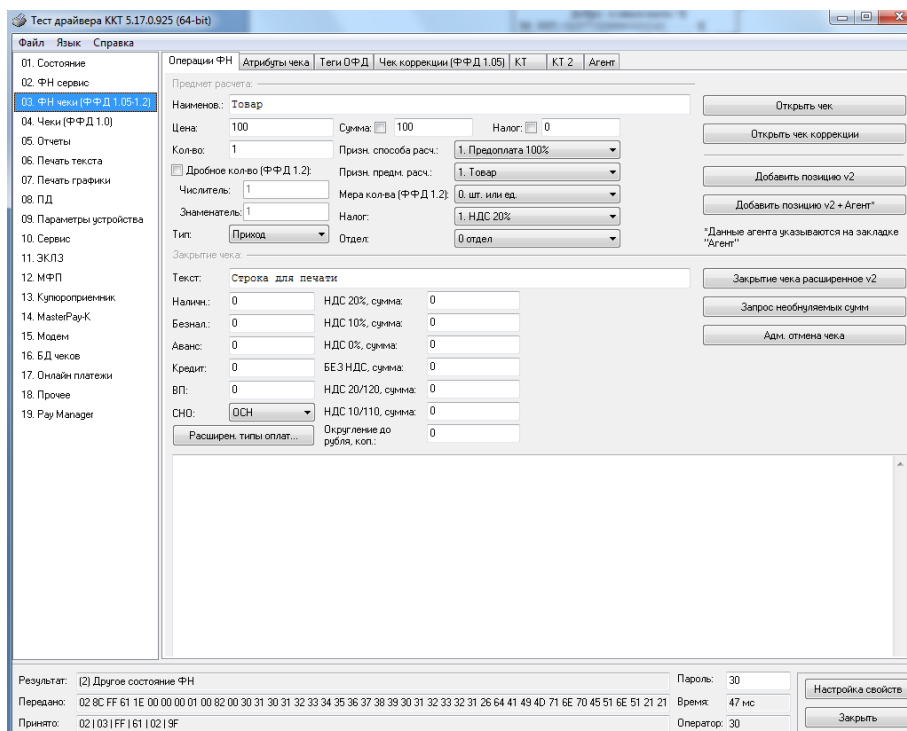 Тест драйвера ККТ 5.17.0.925 (64-bit)
Файл Язык Справка
01. Состояние
02. ФН сервис
03. ФН чеки (ФФД 1.05-1.2)
04. Чеки (ФФД 1.0)
05. Отчеты
06. Печать текста
07. Печать графики
08. ПД
09. Параметры устройства
10. Сервис
11. ЭКЛЗ
12. МФП
13. Купюроприемник
14. MasterPay-K
15. Модем
16. БД чеков
17. Онлайн платежи
18. Прочее
19. Pay Manager
Операции ФН Атрибуты чека Теги ОФД Чек коррекции (ФФД 1.05) КТ КТ 2 Агент
Предмет расчета:
Наименов.: Товар
Цена: 100 Сумма: 100 Налог: 0
Кол-во: 1 Призн. способа расч.: 1. Предоплата 100%
Дробное кол-во (ФФД 1.2): Призн. предм. расч.: 1. Товар
Числитель: 1 Мера кол-ва (ФФД 1.2): 0. шт. или ед.
Знаменатель: 1 Налог: 1. НДС 20%
Тип: Приход Отдел: 0 отдел
Закрытие чека:
Текст: Строка для печати
Наличн.: 0 НДС 20%, сумма: 0
Безнал.: 0 НДС 10%, сумма: 0
Аванс: 0 НДС 0%, сумма: 0
Кредит: 0 БЕЗ НДС, сумма: 0
ВП: 0 НДС 20/120, сумма: 0
СНО: ОСН НДС 10/110, сумма: 0
Расширен. типы оплат... Округление до рубля, коп.: 0
Открыть чек
Открыть чек коррекции
Добавить позицию v2
Добавить позицию v2 + Агент*
*Данные агента указываются на закладке
"Агент"
Закрытие чека расширенное v2
Запрос необнуляемых сумм
Адм. отмена чека
Результат: (2) Другое состояние ФН Пароль: 30 Настройка свойств
Передано: 02 8C FF 61 1E 00 00 00 01 00 82 00 30 31 30 31 32 33 34 35 36 37 38 39 30 31 32 33 32 31 26 64 41 49 4D 71 6E 70 45 51 6E 51 21 21 Время: 47 мс
Принято: 02 | 03 | FF | 61 | 02 | 9F Оператор: 30 Закрыть